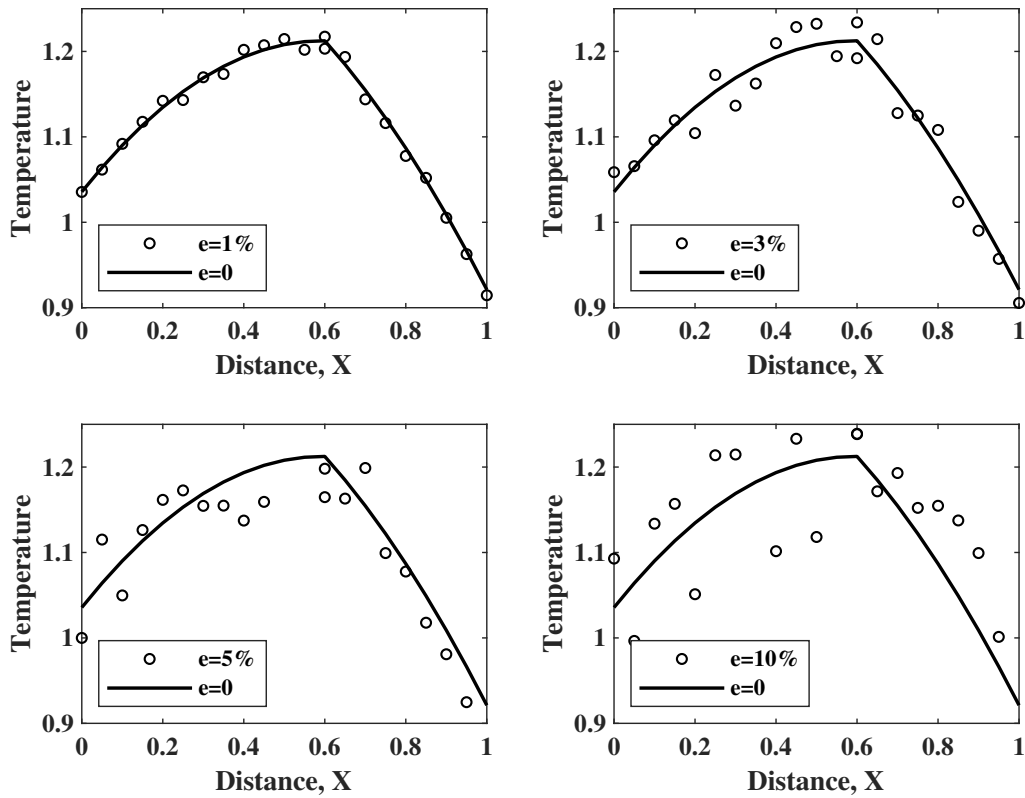 1.2
1.1
1
0.9
Temperature
e=1%
e=0
0 0.2 0.4 0.6 0.8 1
Distance, X
1.2
1.1
1
0.9
Temperature
e=3%
e=0
0 0.2 0.4 0.6 0.8 1
Distance, X
1.2
1.1
1
0.9
Temperature
e=5%
e=0
0 0.2 0.4 0.6 0.8 1
Distance, X
1.2
1.1
1
0.9
Temperature
e=10%
e=0
0 0.2 0.4 0.6 0.8 1
Distance, X